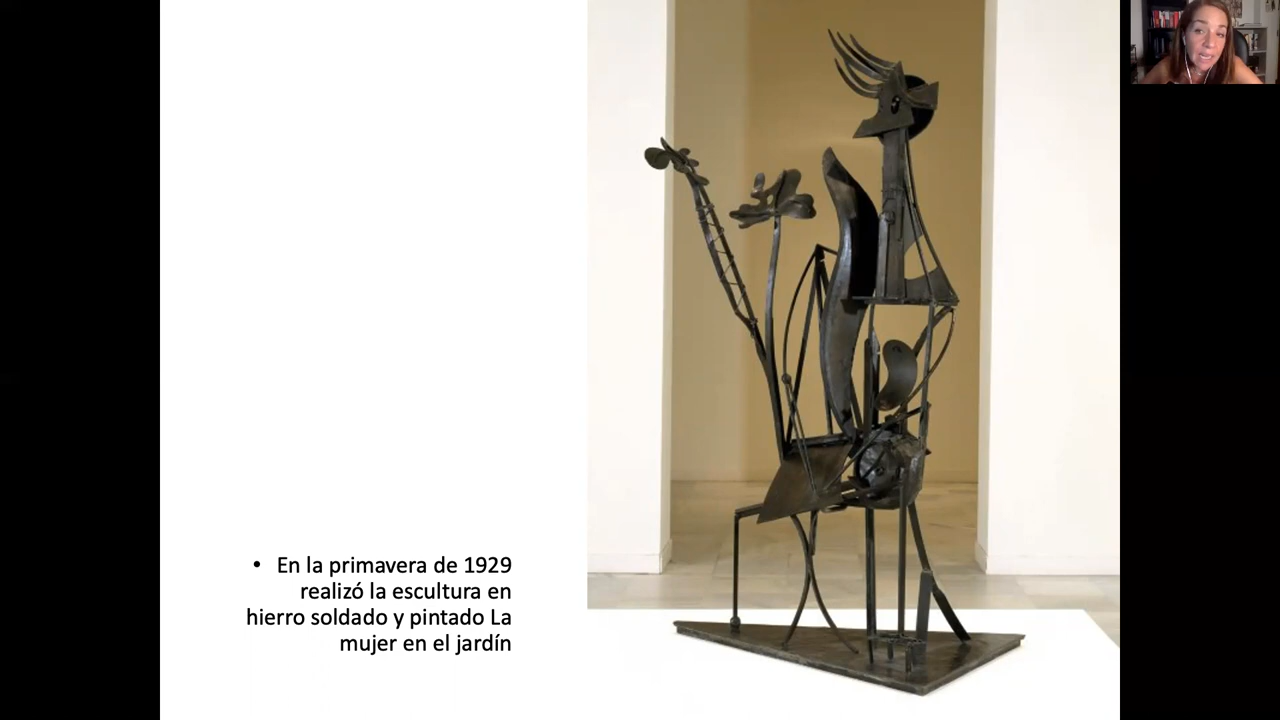 • En la primavera de 1929
realizó la escultura en
hierro soldado y pintado La
mujer en el jardín